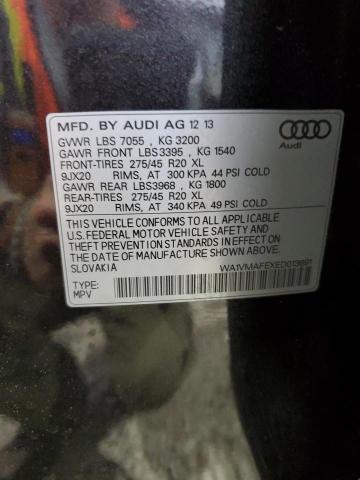 MFD. BY AUDI AG 12 13
GVWR LBS 7055 , KG 3200
GAWR FRONT LBS3395 , KG 1540
FRONT-TIRES 275/45 R20 XL
9JX20 RIMS, AT 300 KPA 44 PSI COLD
GAWR REAR LBS3968 , KG 1800
REAR-TIRES 275/45 R20 XL
9JX20 RIMS, AT 340 KPA 49 PSI COLD
Audi
THIS VEHICLE CONFORMS TO ALL APPLICABLE
U.S. FEDERAL MOTOR VEHICLE SAFETY AND
THEFT PREVENTION STANDARDS IN EFFECT ON
THE DATE OF MANUFACTURE SHOWN ABOVE.
SLOVAKIA
WA1VMAFEXED013691
TYPE:
MPV